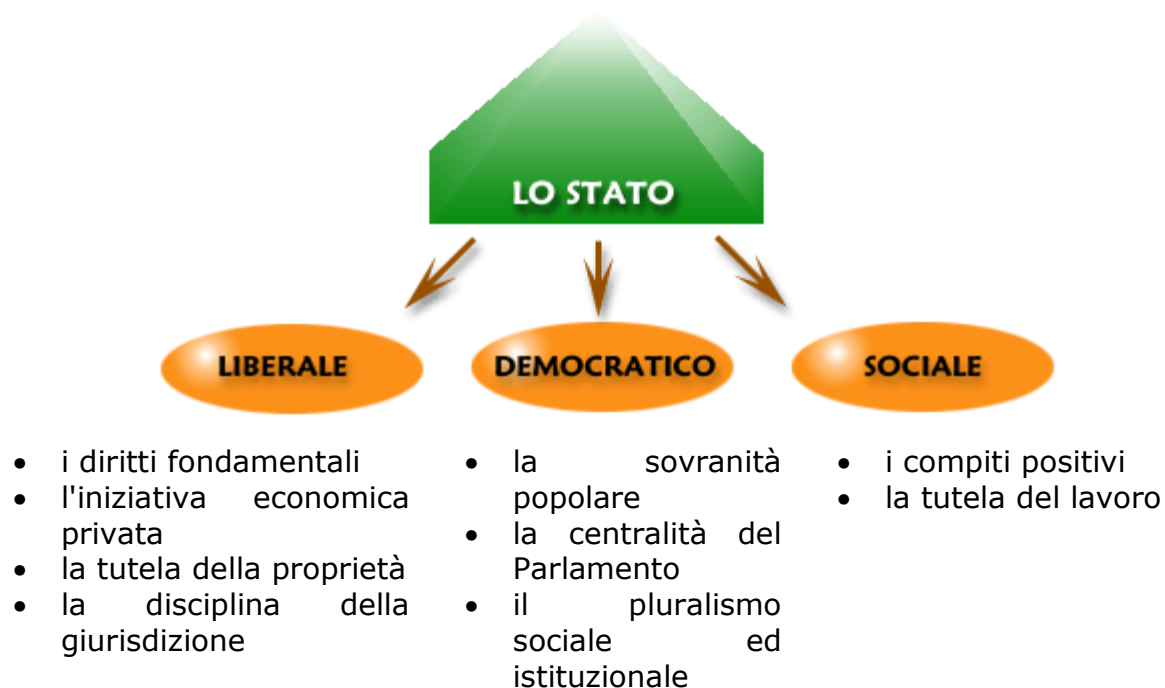 LO STATO
LIBERALE
DEMOCRATICO
SOCIALE
• i diritti fondamentali
• l'iniziativa economica
privata
• la tutela della proprietà
• la disciplina della
giurisdizione
• la sovranità
popolare
• la centralità del
Parlamento
• il pluralismo
sociale ed
istituzionale
• i compiti positivi
• la tutela del lavoro